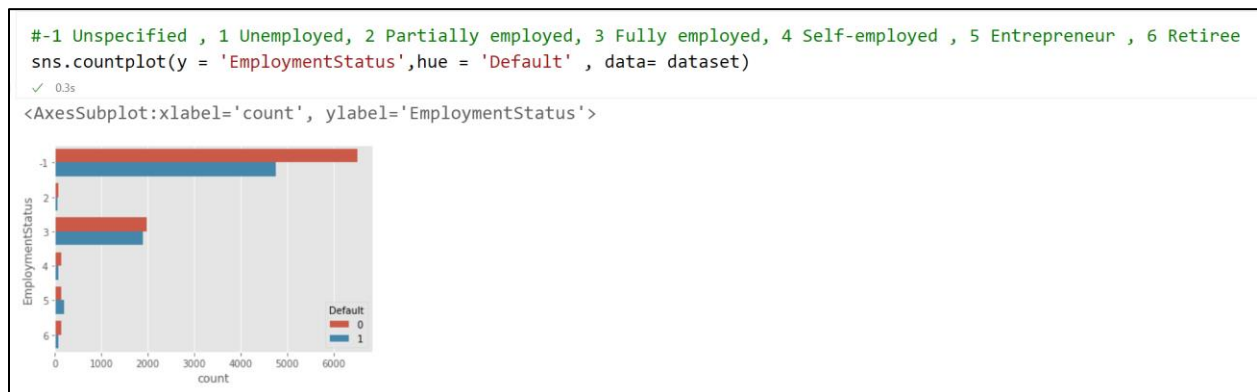 #-1 Unspecified , 1 Unemployed, 2 Partially employed, 3 Fully employed, 4 Self-employed , 5 Entrepreneur , 6 Retiree
sns.countplot(y = 'EmploymentStatus',hue = 'Default' , data= dataset)
✓ 0.3s
<AxesSubplot:xlabel='count', ylabel='EmploymentStatus'>
EmploymentStatus
-1
2
3
4
5
6
Default
0
1
0 1000 2000 3000 4000 5000 6000
count